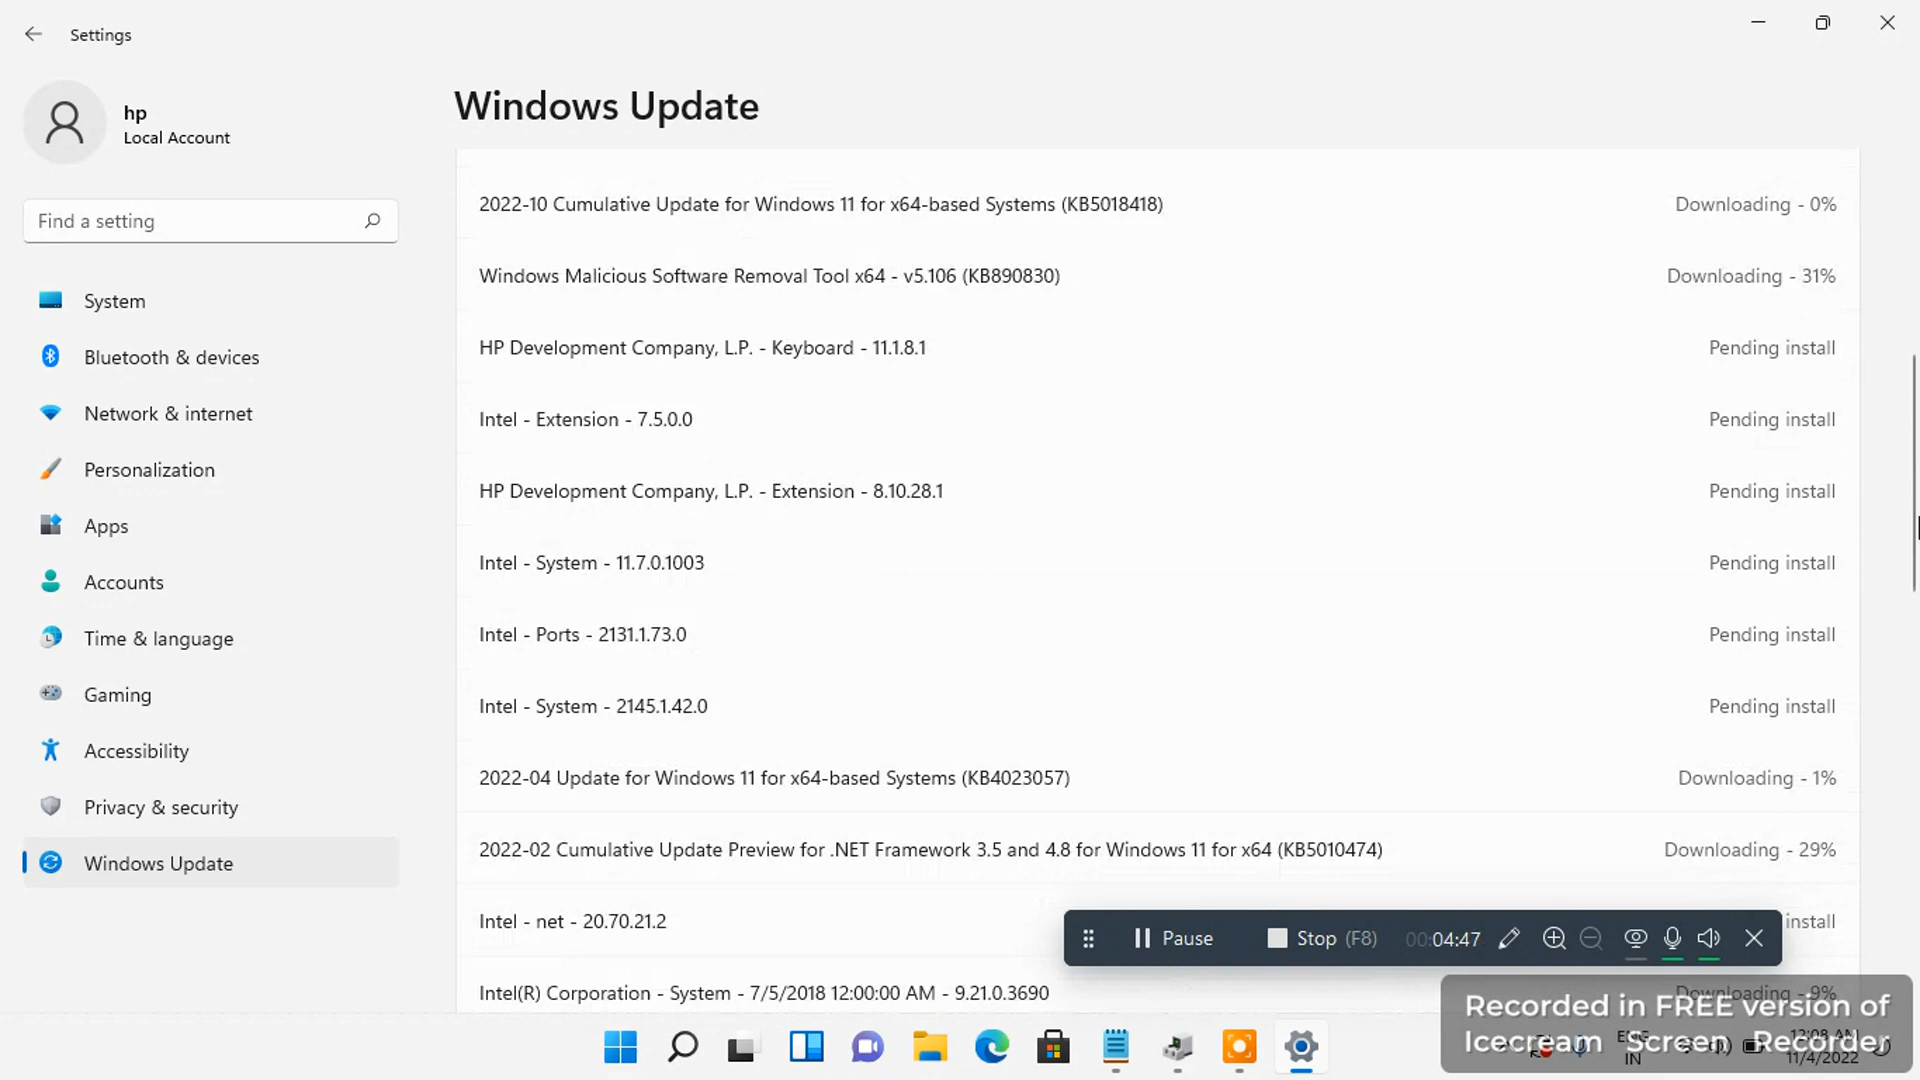 Settings
hp
Local Account
Find a setting
System
Bluetooth & devices
Network & internet
Personalization
Apps
Accounts
Time & language
Gaming
Accessibility
Privacy & security
Windows Update
Windows Update
2022-10 Cumulative Update for Windows 11 for x64-based Systems (KB5018418) Downloading - 0%
Windows Malicious Software Removal Tool x64 - v5.106 (KB890830) Downloading - 31%
HP Development Company, L.P. - Keyboard - 11.1.8.1 Pending install
Intel - Extension - 7.5.0.0 Pending install
HP Development Company, L.P. - Extension - 8.10.28.1 Pending install
Intel - System - 11.7.0.1003 Pending install
Intel - Ports - 2131.1.73.0 Pending install
Intel - System - 2145.1.42.0 Pending install
2022-04 Update for Windows 11 for x64-based Systems (KB4023057) Downloading - 1%
2022-02 Cumulative Update Preview for .NET Framework 3.5 and 4.8 for Windows 11 for x64 (KB5010474) Downloading - 29%
Intel - net - 20.70.21.2 install
Pause Stop (F8) 00:04:47
Intel(R) Corporation - System - 7/5/2018 12:00:00 AM - 9.21.0.3690 Downloading - 9%
Recorded in FREE version of
Icecream Screen Recorder
ENG
IN
12:08 AM
11/4/2022